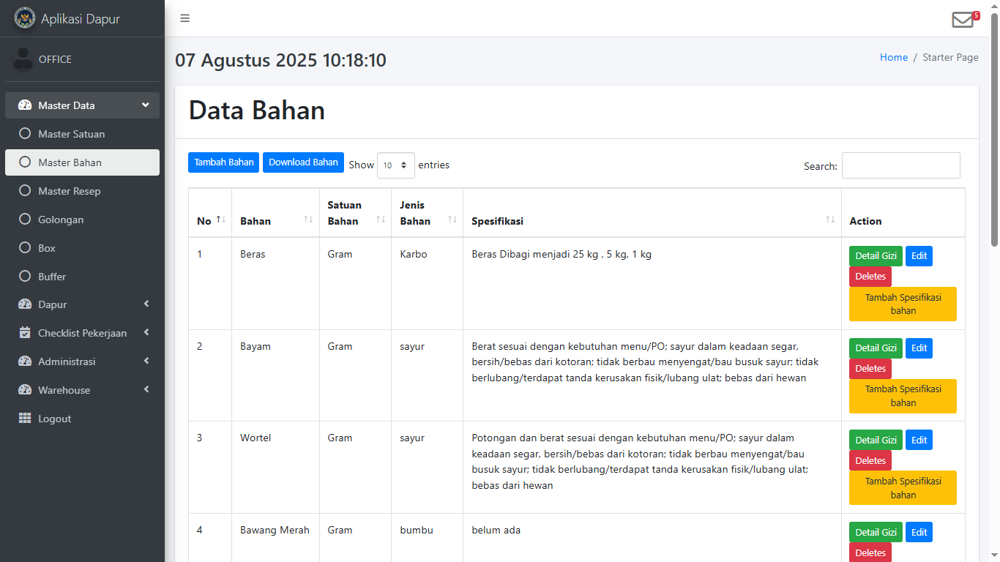 Aplikasi Dapur
5
OFFICE
07 Agustus 2025 10:18:10
Home / Starter Page
Master Data
Master Satuan
Master Bahan
Master Resep
Golongan
Box
Buffer
Dapur
Checklist Pekerjaan
Administrasi
Warehouse
Logout
Data Bahan
Tambah Bahan Download Bahan Show 10 entries
Search:
No Bahan Satuan Bahan Jenis Bahan Spesifikasi Action
1 Beras Gram Karbo Beras Dibagi menjadi 25 kg , 5 kg, 1 kg
Detail Gizi Edit
Deletes
Tambah Spesifikasi
bahan
2 Bayam Gram sayur Berat sesuai dengan kebutuhan menu/PO; sayur dalam keadaan segar,
bersih/bebas dari kotoran; tidak berbau menyengat/bau busuk sayur; tidak
berlubang/terdapat tanda kerusakan fisik/lubang ulat; bebas dari hewan
Detail Gizi Edit
Deletes
Tambah Spesifikasi
bahan
3 Wortel Gram sayur Potongan dan berat sesuai dengan kebutuhan menu/PO; sayur dalam
keadaan segar, bersih/bebas dari kotoran; tidak berbau menyengat/bau
busuk sayur; tidak berlubang/terdapat tanda kerusakan fisik/lubang ulat;
bebas dari hewan
Detail Gizi Edit
Deletes
Tambah Spesifikasi
bahan
4 Bawang Merah Gram bumbu belum ada
Detail Gizi Edit
Deletes